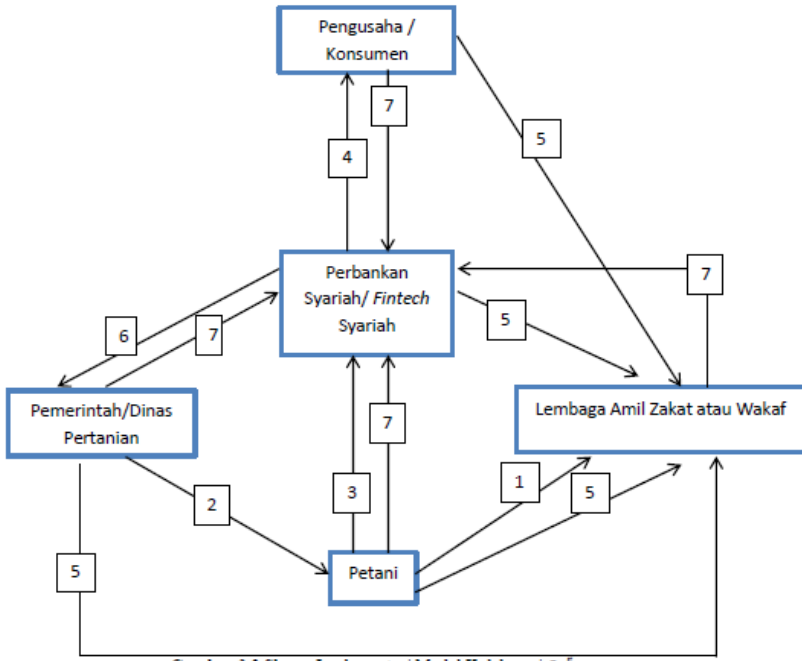 Pengusaha /
Konsumen
7
5
4
Perbankan
Syariah/ Fintech
Syariah
7
5
6
7
Pemerintah/Dinas
Pertanian
Lembaga Amil Zakat atau Wakaf
7
2
3
1
5
Petani
5